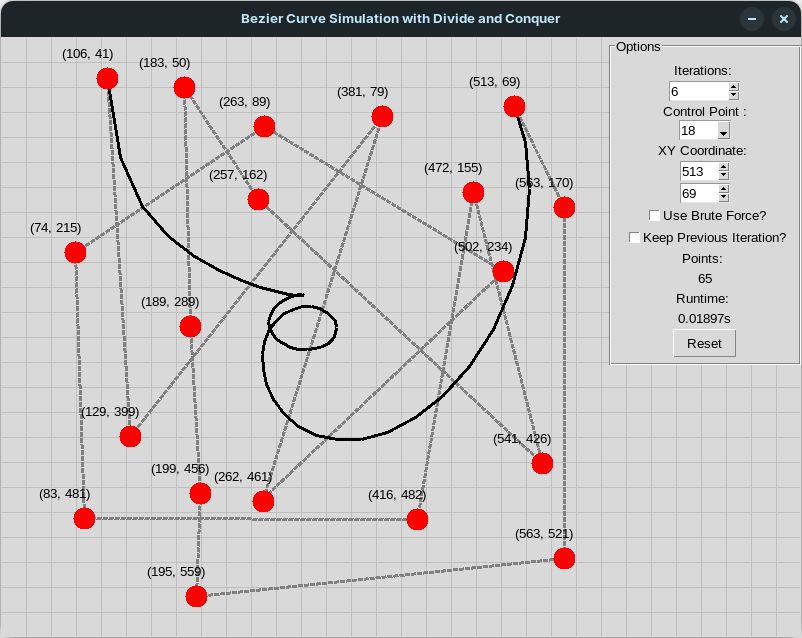 Bezier Curve Simulation with Divide and Conquer
Options
Iterations:
6
Control Point :
18
XY Coordinate:
513
69
Use Brute Force?
Keep Previous Iteration?
Points:
65
Runtime:
0.01897s
Reset
(106, 41)
(183, 50)
(263, 89)
(381, 79)
(513, 69)
(257, 162)
(472, 155)
(563, 170)
(74, 215)
(502, 234)
(189, 289)
(129, 399)
(541, 426)
(199, 456)
(262, 461)
(83, 481)
(416, 482)
(563, 521)
(195, 559)